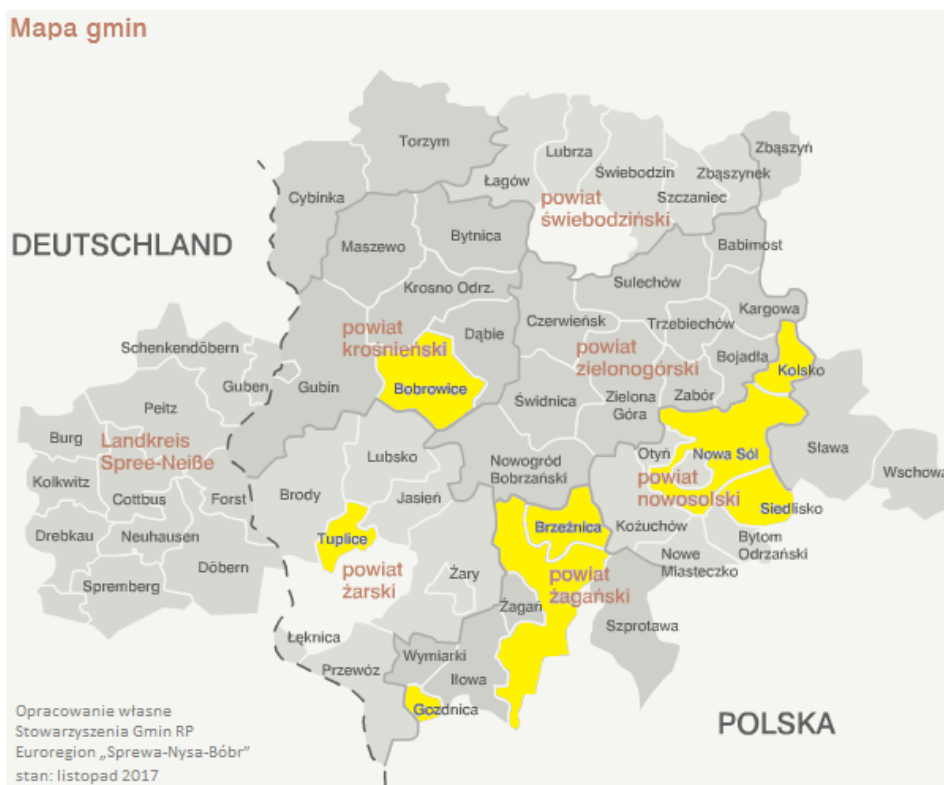 Mapa gmin
Torzym
Lubrza
Zbąszyń
Świebodzin
Zbąszynek
Łagów
Szczaniec
Cybinka
powiat
świebodziński
DEUTSCHLAND
Maszewo
Bytnica
Babimost
Sulechów
Krosno Odrz.
Kargowa
Czerwieńsk
Trzebiechów
powiat
krośnieński
Dąbie
powiat
zielonogórski
Bojadła
Schenkendöbern
Kolsko
Guben
Gubin
Bobrowice
Peitz
Świdnica
Zielona
Góra
Zabór
Burg
Landkreis
Spree-Neiße
Lubsko
Otyń
Nowa Sól
Sława
Nowogród
Bobrzański
powiat
nowosolski
Wschowa
Kolkwitz
Cottbus
Forst
Brody
Jasień
Siedlisko
Drebkau
Neuhausen
Tuplice
Brzeźnica
Kożuchów
Bytom
Odrzański
Nowe
Miasteczko
Döbern
powiat
żarski
Żary
powiat
żagański
Spremberg
Żagań
Szprotawa
Łęknica
Przewóz
Wymiarki
Iłowa
Gozdnica
POLSKA
Opracowanie własne
Stowarzyszenia Gmin RP
Euroregion „Sprewa-Nysa-Bóbr”
stan: listopad 2017